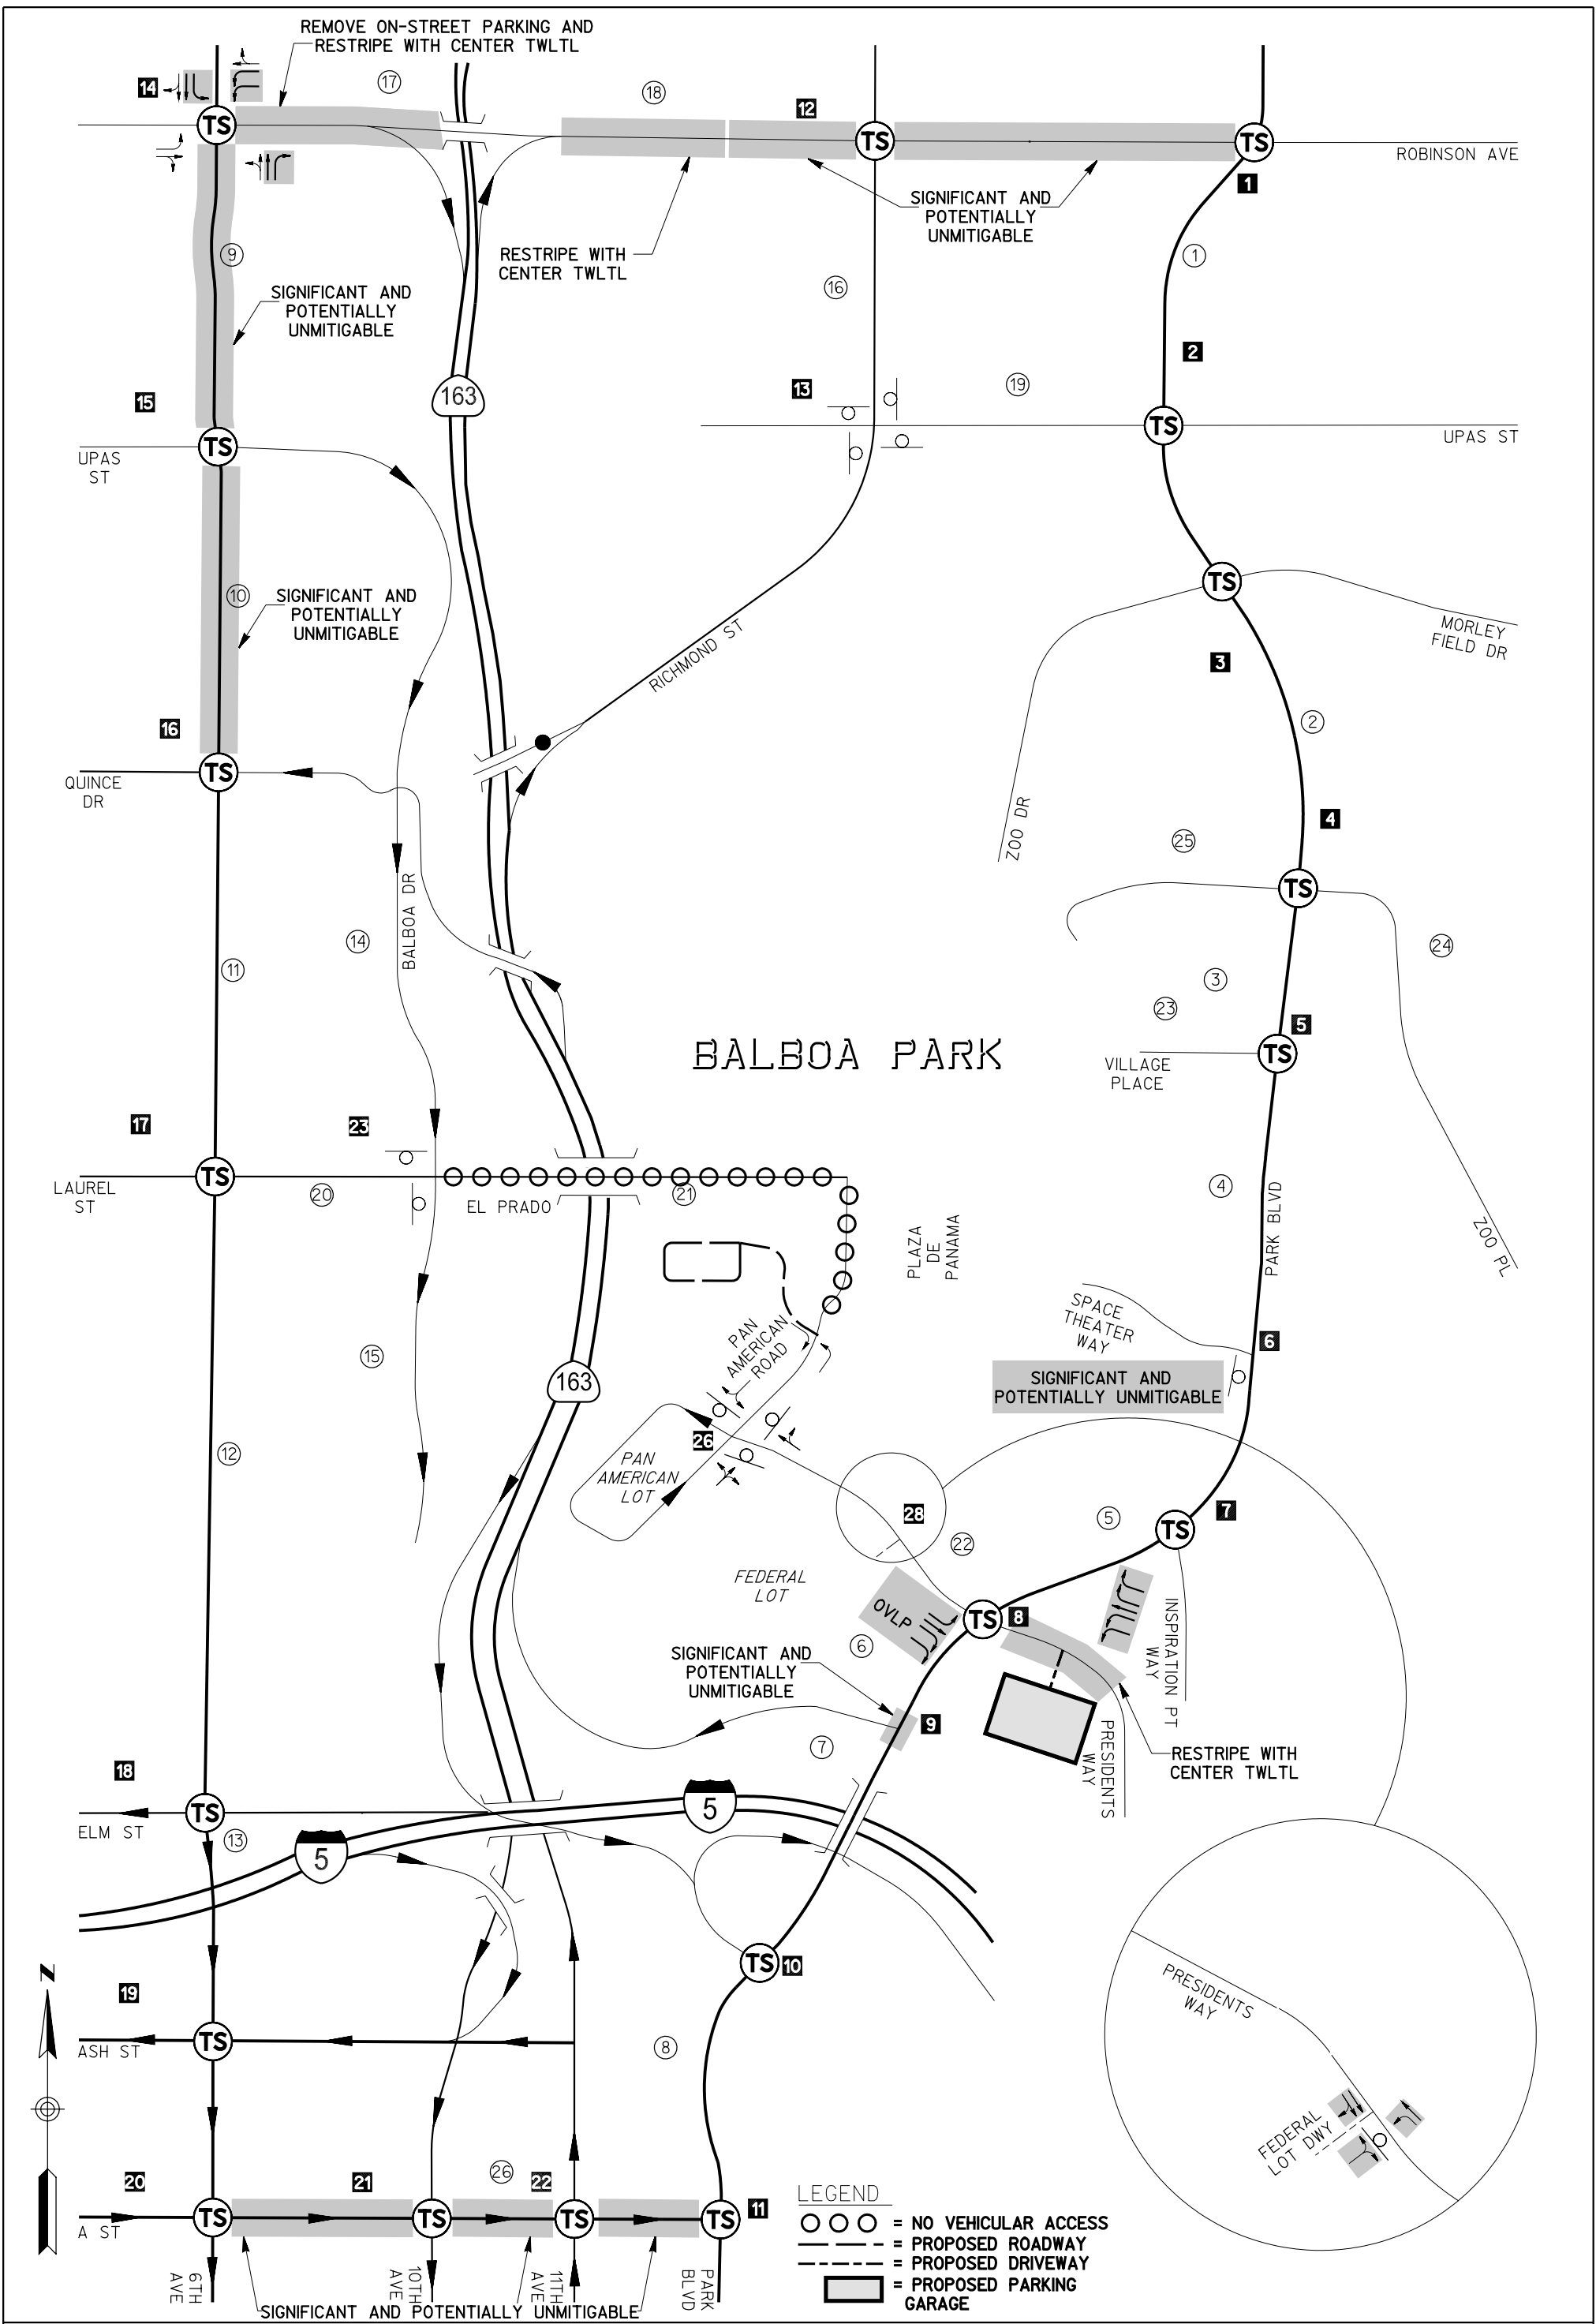 REMOVE ON-STREET PARKING AND
RESTRIPE WITH CENTER TWLTL
14
17
18
12
TS
TS
TS
ROBINSON AVE
1
SIGNIFICANT AND
POTENTIALLY
UNMITIGABLE
RESTRIPE WITH
CENTER TWLTL
9
1
16
SIGNIFICANT AND
POTENTIALLY
UNMITIGABLE
2
163
13
19
15
TS
TS
UPAS
ST
UPAS ST
TS
10
SIGNIFICANT AND
POTENTIALLY
UNMITIGABLE
MORLEY
FIELD DR
RICHMOND ST
3
2
16
TS
QUINCE
DR
ZOO DR
4
25
TS
BALBOA DR
14
11
24
3
23
5
BALBOA PARK
TS
VILLAGE
PLACE
17
23
TS
LAUREL
ST
20
EL PRADO
21
4
PARK BLVD
PLAZA
DE
PANAMA
ZOO PL
SPACE
THEATER
WAY
6
PAN
AMERICAN
ROAD
15
163
SIGNIFICANT AND
POTENTIALLY UNMITIGABLE
12
26
PAN
AMERICAN
LOT
28
22
5
7
TS
FEDERAL
LOT
OVLP
TS
8
6
INSPIRATION PT
WAY
SIGNIFICANT AND
POTENTIALLY
UNMITIGABLE
9
7
PRESIDENTS
WAY
RESTRIPE WITH
CENTER TWLTL
18
TS
ELM ST
13
5
5
TS
10
PRESIDENTS
WAY
N
19
TS
ASH ST
8
FEDERAL
LOT DWY
20
21
26
22
11
TS
TS
TS
TS
A ST
6TH
AVE
10TH
AVE
11TH
AVE
PARK
BLVD
SIGNIFICANT AND POTENTIALLY UNMITIGABLE
LEGEND
= NO VEHICULAR ACCESS
= PROPOSED ROADWAY
= PROPOSED DRIVEWAY
= PROPOSED PARKING
GARAGE